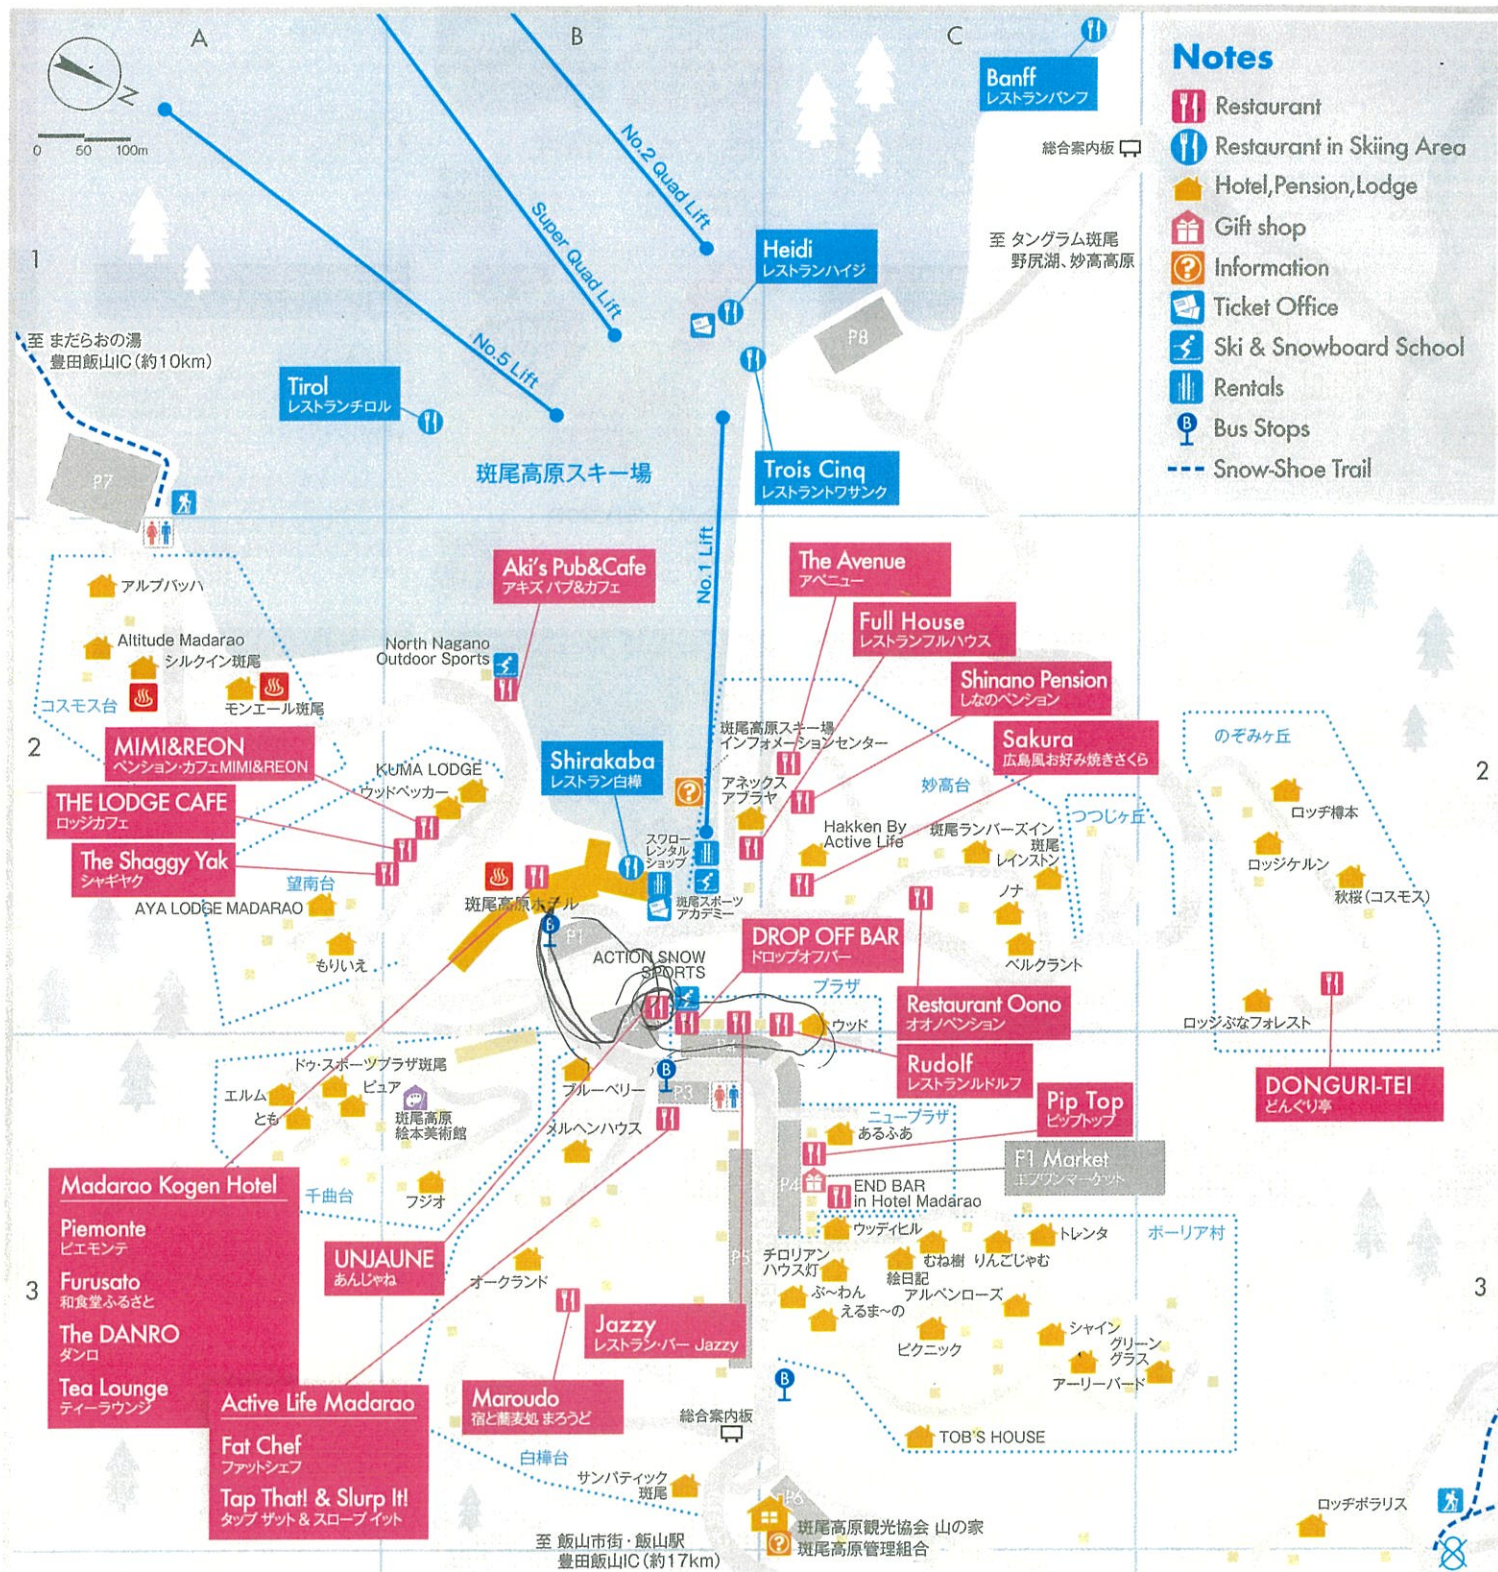 A
B
C
N
0 50 100m
Notes
Restaurant
Restaurant in Skiing Area
Hotel,Pension,Lodge
Gift shop
Information
Ticket Office
Ski & Snowboard School
Rentals
B
Bus Stops
Snow-Shoe Trail
Banff
レストランバンフ
総合案内板
No.2 Quad Lift
Super Quad Lift
No.5 Lift
Heidi
レストランハイジ
至 タングラム斑尾
野尻湖、妙高高原
1
P8
至 まだらおの湯
豊田飯山IC(約10km)
Tirol
レストランチロル
Trois Cinq
レストラントワサンク
斑尾高原スキー場
P7
No.1 Lift
Aki's Pub&Cafe
アキズ パブ&カフェ
The Avenue
アベニュー
Full House
レストランフルハウス
アルプバッハ
Altitude Madarao
シルクイン斑尾
モンエール斑尾
コスモス台
North Nagano
Outdoor Sports
Shinano Pension
しなのペンション
Sakura
広島風お好み焼きさくら
斑尾高原スキー場
インフォメーションセンター
のぞみヶ丘
2
2
MIMI&REON
ペンション・カフェMIMI&REON
KUMA LODGE
ウッドペッカー
Shirakaba
レストラン白樺
アネックス
アブラヤ
妙高台
つつじヶ丘
ロッヂ樽本
THE LODGE CAFE
ロッジカフェ
The Shaggy Yak
シャギヤク
望南台
スワロー
レンタル
ショップ
Hakken By
Active Life
斑尾ランバーズイン
斑尾
レインストン
ロッジケルン
秋桜(コスモス)
AYA LODGE MADARAO
斑尾高原ホテル
斑尾スポーツ
アカデミー
ノナ
もりいえ
B
P1
ACTION SNOW
SPORTS
DROP OFF BAR
ドロップオフバー
プラザ
ベルクラント
Restaurant Oono
オオノペンション
ロッジぶなフォレスト
ウッド
Rudolf
レストランルドルフ
DONGURI-TEI
どんぐり亭
ドゥ・スポーツプラザ斑尾
エルム
ピュア
とも
斑尾高原
絵本美術館
ブルーベリー
B
P3
メルヘンハウス
ニュープラザ
あるふぁ
Pip Top
ピップトップ
F1 Market
エフワンマーケット
P4
END BAR
in Hotel Madarao
Madarao Kogen Hotel
Piemonte
ピエモンテ
Furusato
和食堂ふるさと
The DANRO
ダンロ
Tea Lounge
ティーラウンジ
千曲台
フジオ
UNJAUNE
あんじゃね
オークランド
P5
ウッディヒル
チロリアン
ハウス灯
むね樹
絵日記
りんごじゃむ
トレンタ
ボーリア村
3
3
ぶ〜わん
えるま〜の
アルペンローズ
ピクニック
シャイン
グリーン
グラス
アーリーバード
Jazzy
レストラン・バー Jazzy
Maroudo
宿と蕎麦処 まろうど
Active Life Madarao
Fat Chef
ファットシェフ
Tap That! & Slurp It!
タップ ザット & スロープ イット
B
総合案内板
TOB'S HOUSE
白樺台
サンパティック
斑尾
P6
斑尾高原観光協会 山の家
斑尾高原管理組合
至 飯山市街・飯山駅
豊田飯山IC(約17km)
ロッヂポラリス